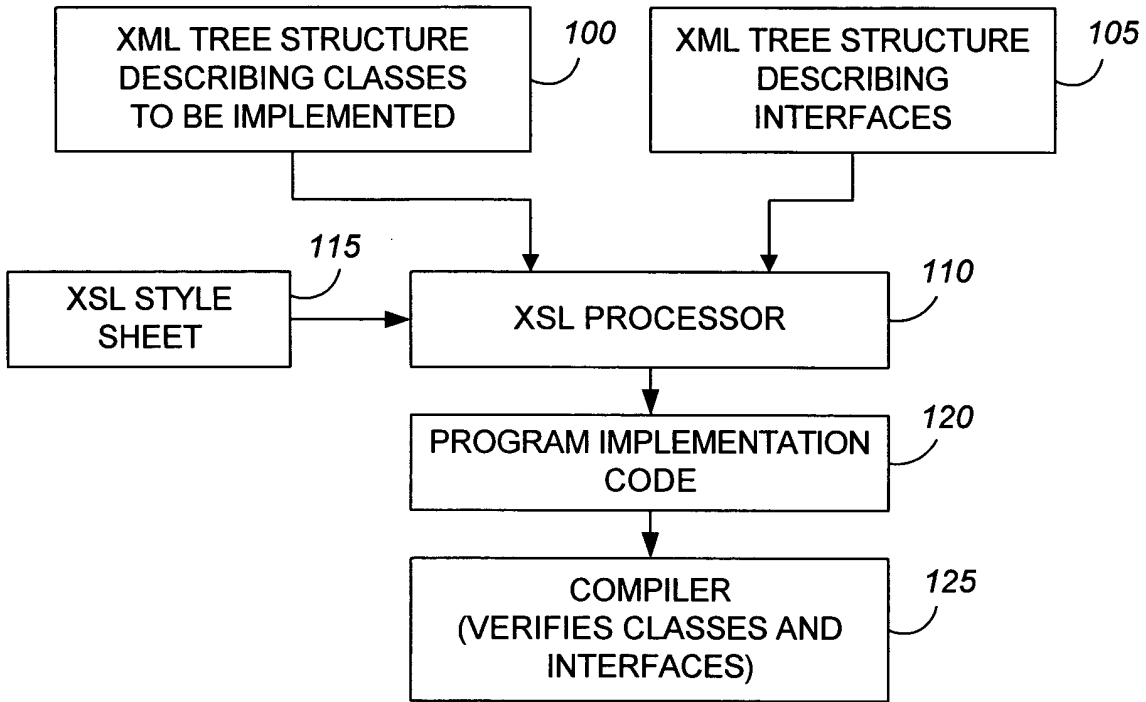 XML TREE STRUCTURE
DESCRIBING CLASSES
TO BE IMPLEMENTED
100
XML TREE STRUCTURE
DESCRIBING
INTERFACES
105
XSL STYLE
SHEET
115
XSL PROCESSOR
110
PROGRAM IMPLEMENTATION
CODE
120
COMPILER
(VERIFIES CLASSES AND
INTERFACES)
125